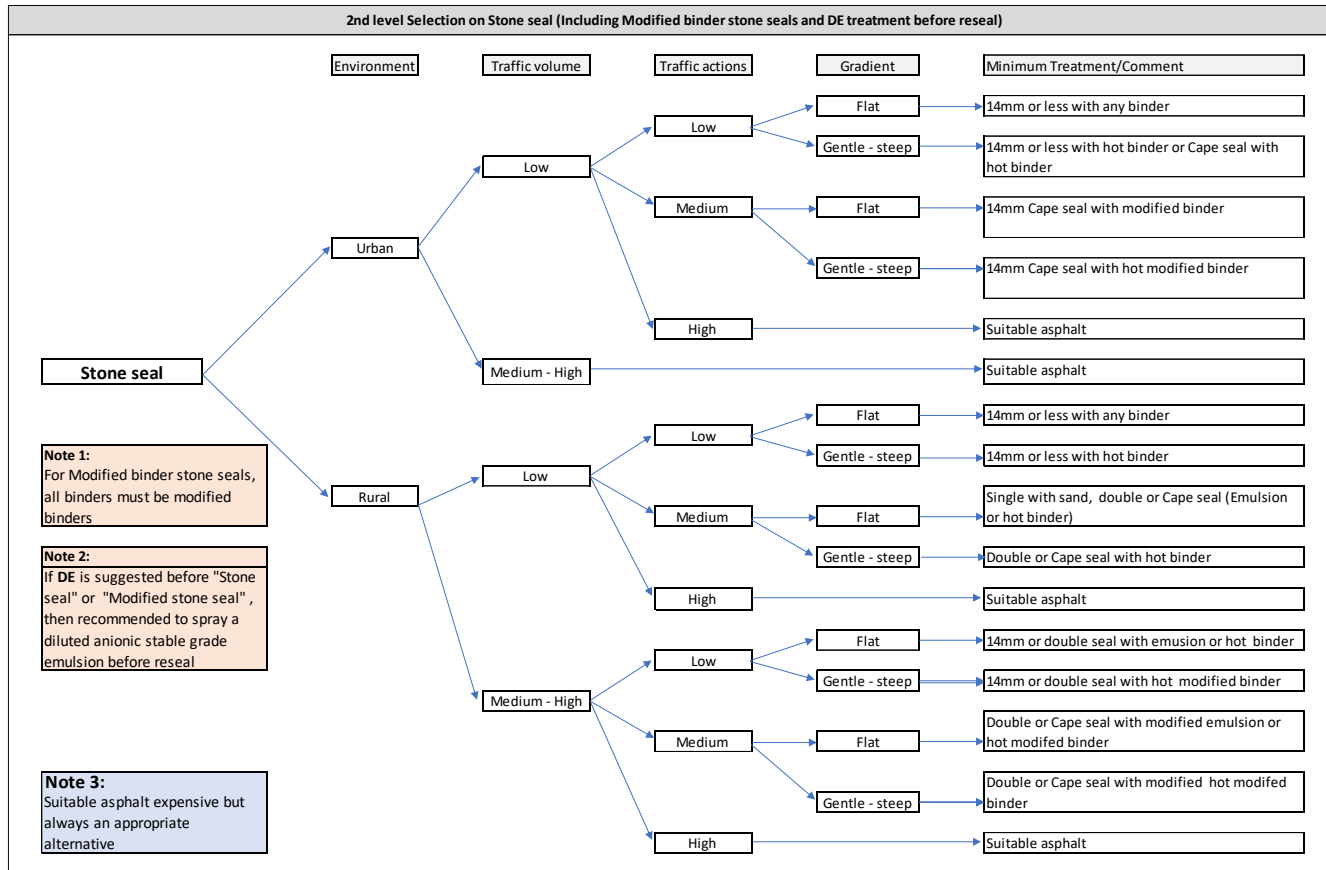 2nd level Selection on Stone seal (Including Modified binder stone seals and DE treatment before reseal)
Environment
Traffic volume
Traffic actions
Gradient
Minimum Treatment/Comment
Flat
14mm or less with any binder
Low
Gentle - steep
14mm or less with hot binder or Cape seal with
hot binder
Low
Medium
Flat
14mm Cape seal with modified binder
Urban
Gentle - steep
14mm Cape seal with hot modified binder
High
Suitable asphalt
Stone seal
Medium - High
Suitable asphalt
Flat
14mm or less with any binder
Low
Gentle - steep
14mm or less with hot binder
Note 1:
For Modified binder stone seals,
all binders must be modified
binders
Low
Rural
Medium
Flat
Single with sand, double or Cape seal (Emulsion
or hot binder)
Gentle - steep
Double or Cape seal with hot binder
Note 2:
If DE is suggested before "Stone
seal" or "Modified stone seal" ,
then recommended to spray a
diluted anionic stable grade
emulsion before reseal
High
Suitable asphalt
Flat
14mm or double seal with emusion or hot binder
Low
Gentle - steep
14mm or double seal with hot modified binder
Medium - High
Medium
Flat
Double or Cape seal with modified emulsion or
hot modifed binder
Gentle - steep
Double or Cape seal with modified hot modifed
binder
Note 3:
Suitable asphalt expensive but
always an appropriate
alternative
High
Suitable asphalt